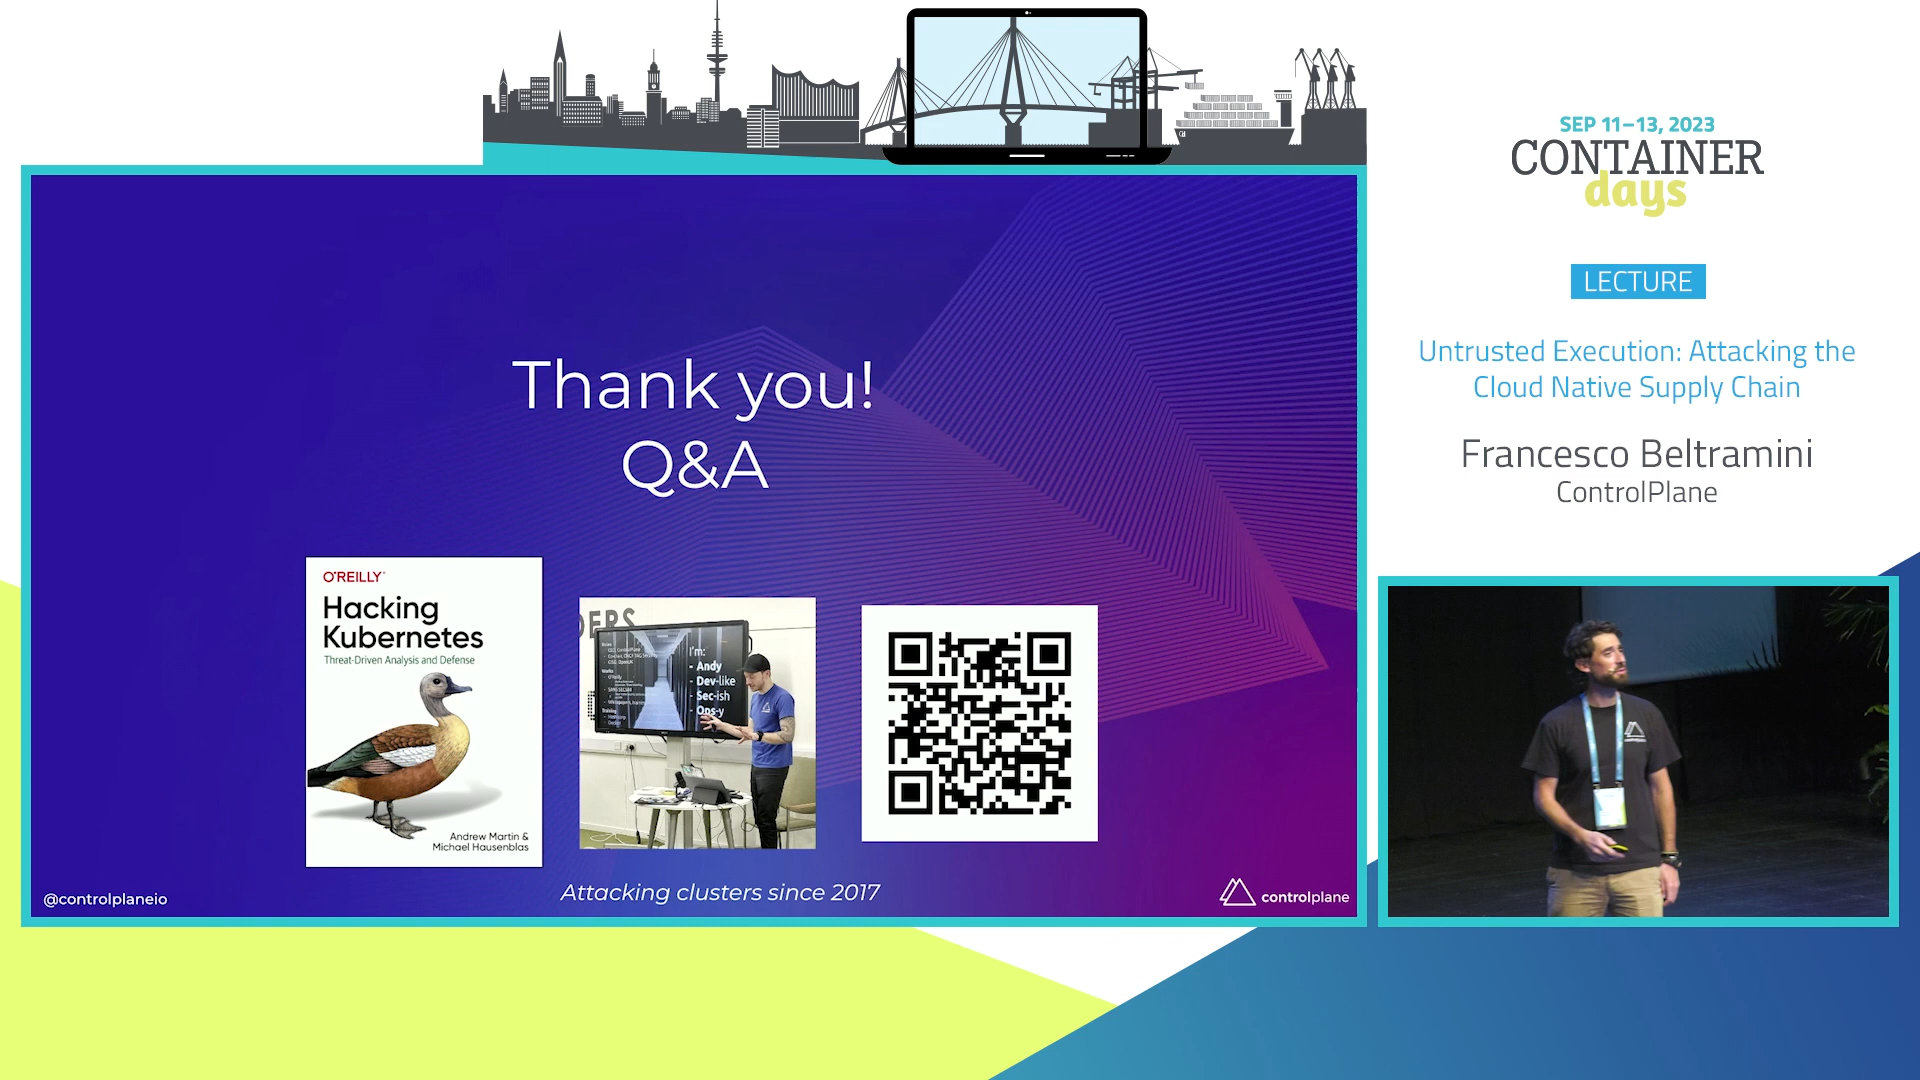 SEP 11–13, 2023
CONTAINER
days
LECTURE
Untrusted Execution: Attacking the
Cloud Native Supply Chain
Francesco Beltramini
ControlPlane
Thank you!
Q&A
O'REILLY
Hacking
Kubernetes
Threat-Driven Analysis and Defense
Andrew Martin &
Michael Hausenblas
DERS
I'm:
- Andy
- Dev-like
- Sec-ish
- Ops-y
Attacking clusters since 2017
@controlplaneio
controlplane